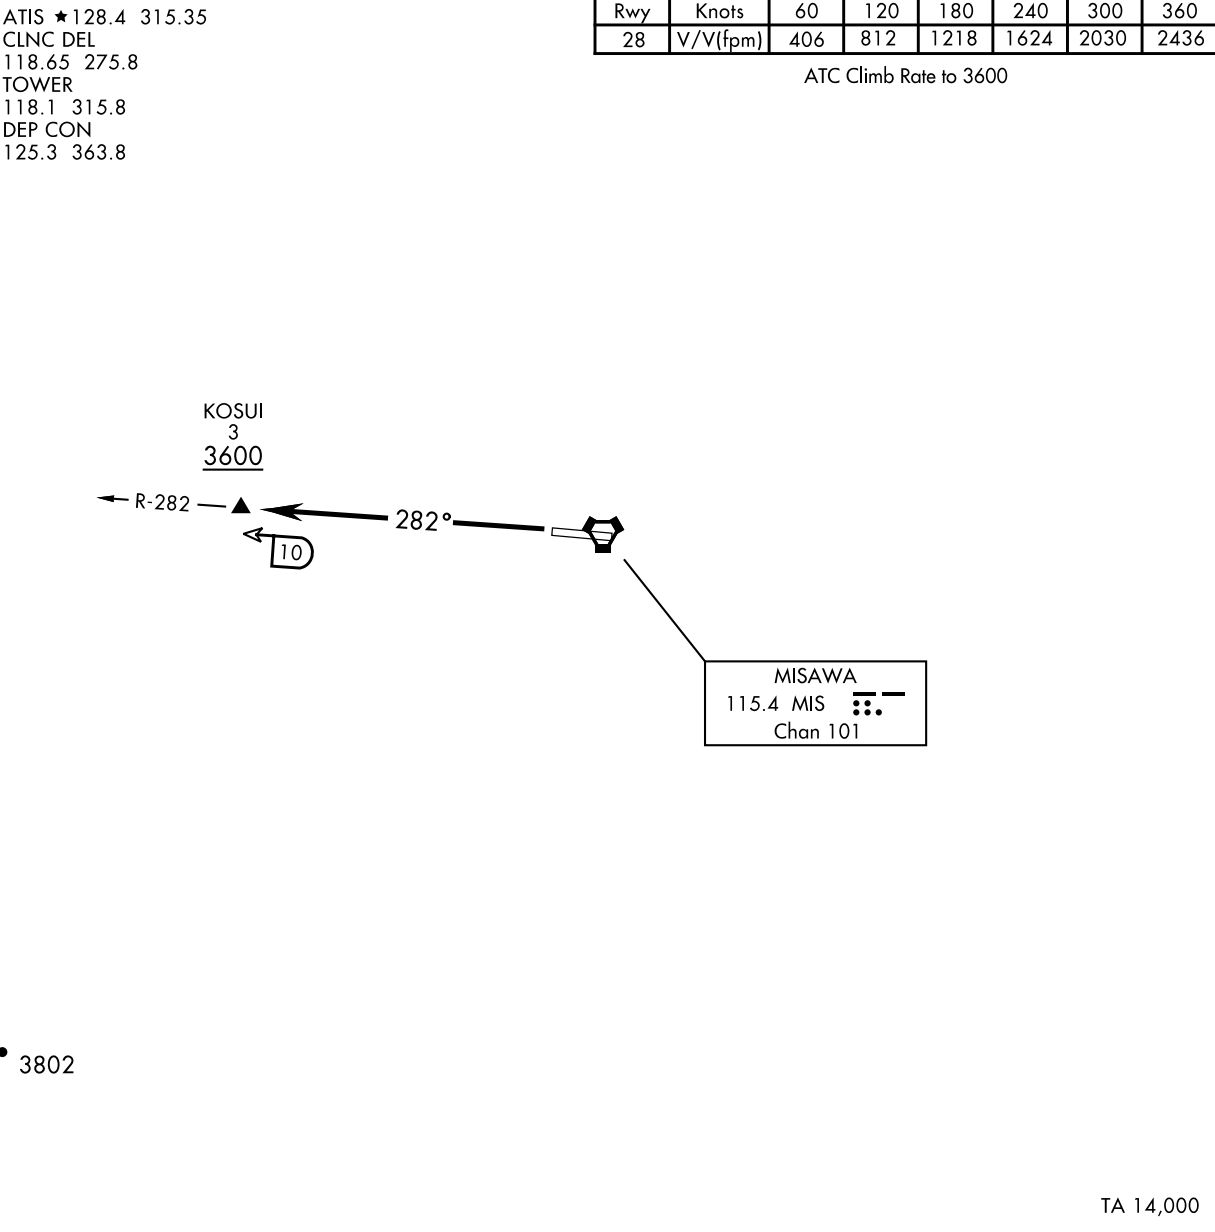 ATIS ★128.4 315.35
CLNC DEL
118.65 275.8
TOWER
118.1 315.8
DEP CON
125.3 363.8
Rwy Knots 60 120 180 240 300 360
28 V/V(fpm) 406 812 1218 1624 2030 2436
ATC Climb Rate to 3600
KOSUI
3
3600
R-282
282°
10
MISAWA
115.4 MIS
Chan 101
3802
TA 14,000